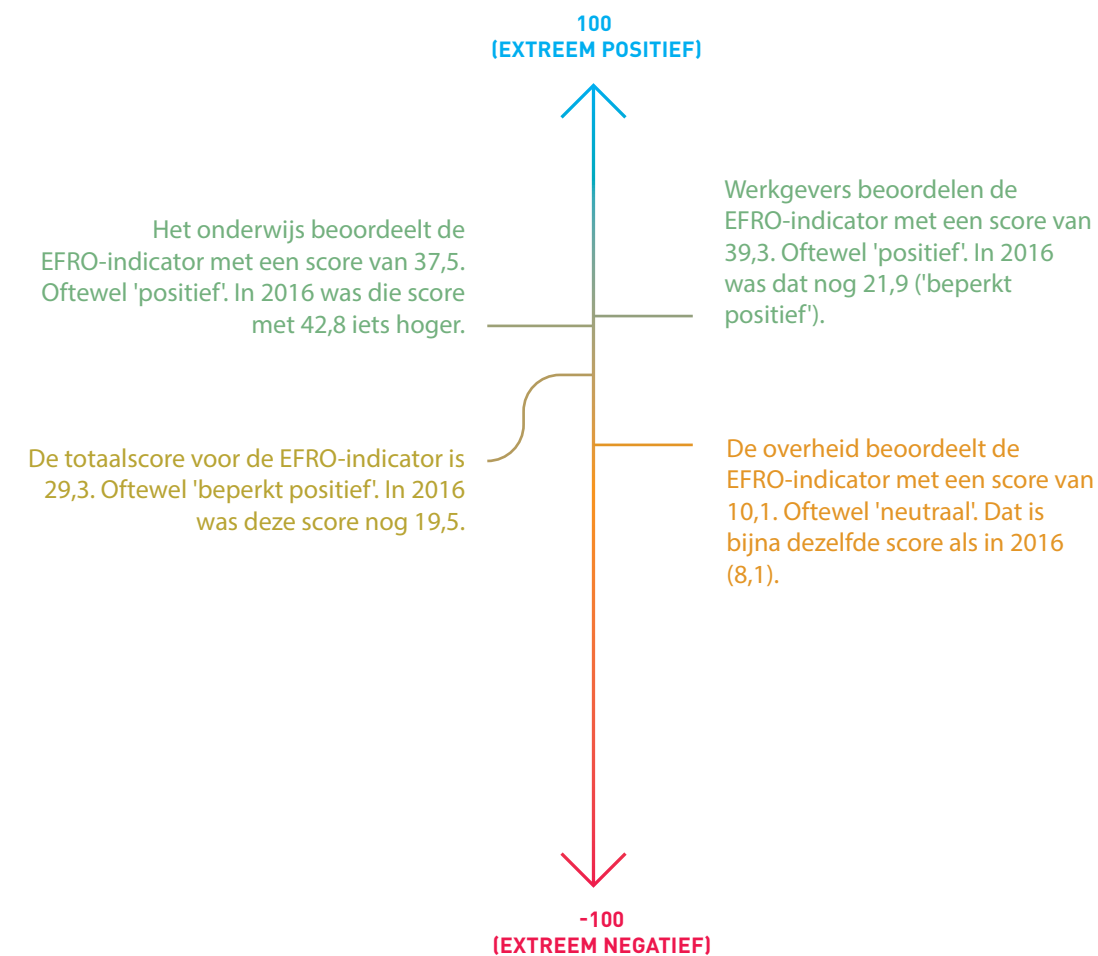 100
(EXTREEM POSITIEF)
Het onderwijs beoordeelt de
EFRO-indicator met een score van 37,5.
Oftewel 'positief'. In 2016 was die score
met 42,8 iets hoger.
Werkgevers beoordelen de
EFRO-indicator met een score van
39,3. Oftewel 'positief'. In 2016
was dat nog 21,9 ('beperkt
positief').
De totaalscore voor de EFRO-indicator is
29,3. Oftewel 'beperkt positief'. In 2016
was deze score nog 19,5.
De overheid beoordeelt de
EFRO-indicator met een score van
10,1. Oftewel 'neutraal'. Dat is
bijna dezelfde score als in 2016
(8,1).
-100
(EXTREEM NEGATIEF)